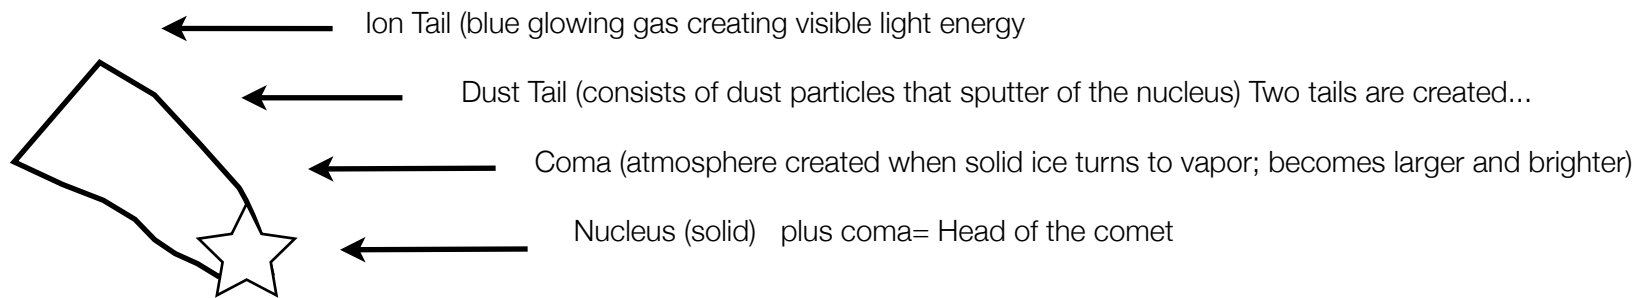 Ion Tail (blue glowing gas creating visible light energy
Dust Tail (consists of dust particles that sputter of the nucleus) Two tails are created...
Coma (atmosphere created when solid ice turns to vapor; becomes larger and brighter)
Nucleus (solid) plus coma= Head of the comet